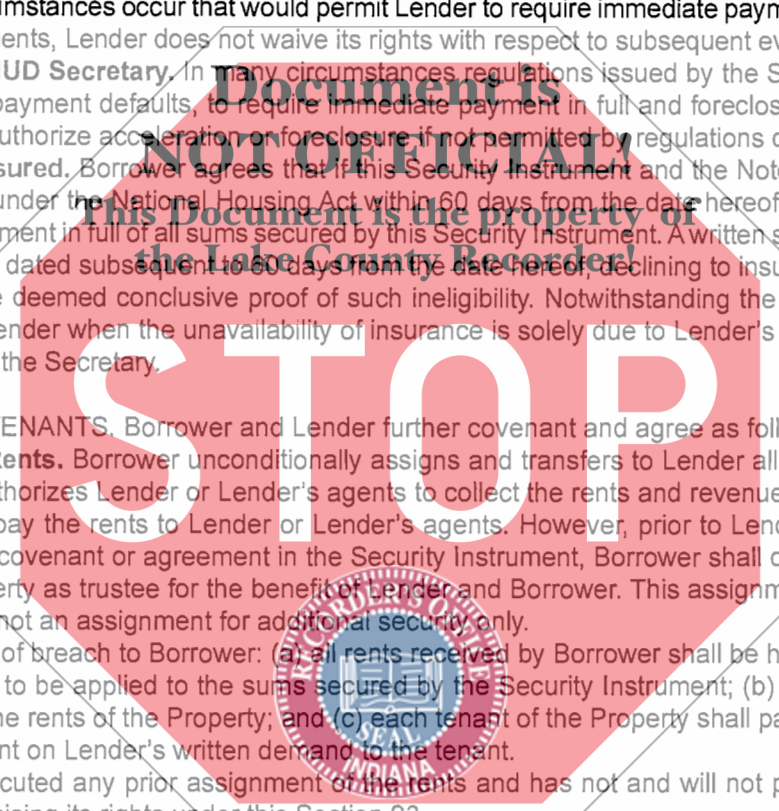 mstances occur that would permit Lender to require immediate paym
ents, Lender does not waive its rights with respect to subsequent ev
UD Secretary. In many circumstances regulations issued by the S
payment defaults, to require immediate payment in full and foreclos
uthorize acceleration or foreclosure if not permitted by regulations o
sured. Borrower agrees that if this Security Instrument and the Note
under the National Housing Act within 60 days from the date hereof
ment in full of all sums secured by this Security Instrument. A written s
dated subsequent to 60 days from the date hereof, declining to insu
deemed conclusive proof of such ineligibility. Notwithstanding the
ender when the unavailability of insurance is solely due to Lender's
the Secretary.
Document is
NOT OFFICIAL!
This Document is the property of
the Lake County Recorder!
STOP
ENANTS. Borrower and Lender further covenant and agree as foll
ents. Borrower unconditionally assigns and transfers to Lender all
thorizes Lender or Lender's agents to collect the rents and revenue
pay the rents to Lender or Lender's agents. However, prior to Lend
covenant or agreement in the Security Instrument, Borrower shall c
erty as trustee for the benefit of Lender and Borrower. This assignm
not an assignment for additional security only.
of breach to Borrower: (a) all rents received by Borrower shall be h
to be applied to the sums secured by the Security Instrument; (b)
e rents of the Property; and (c) each tenant of the Property shall pa
nt on Lender's written demand to the tenant.
cuted any prior assignment of the rents and has not and will not p
RECORDER'S OFFICE
SEAL
INDIANA